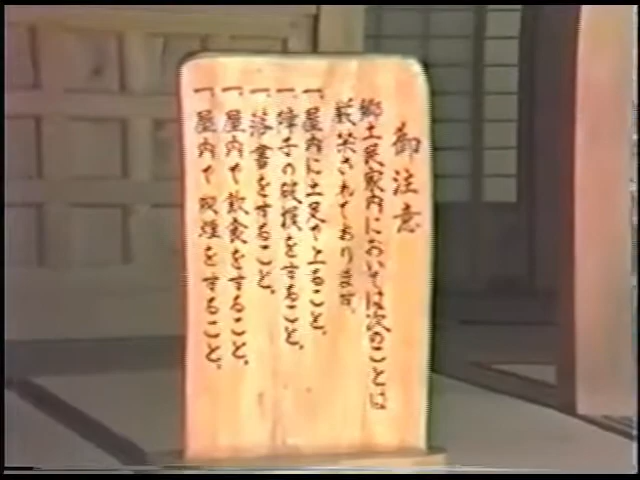 御注意
郷土民家内においては次のことは
厳禁されております。
一、屋内に土足で上ること、
一、障子の破損をすること、
一、落書をすること、
一、屋内で飲食をすること、
一、屋内で喫煙をすること、